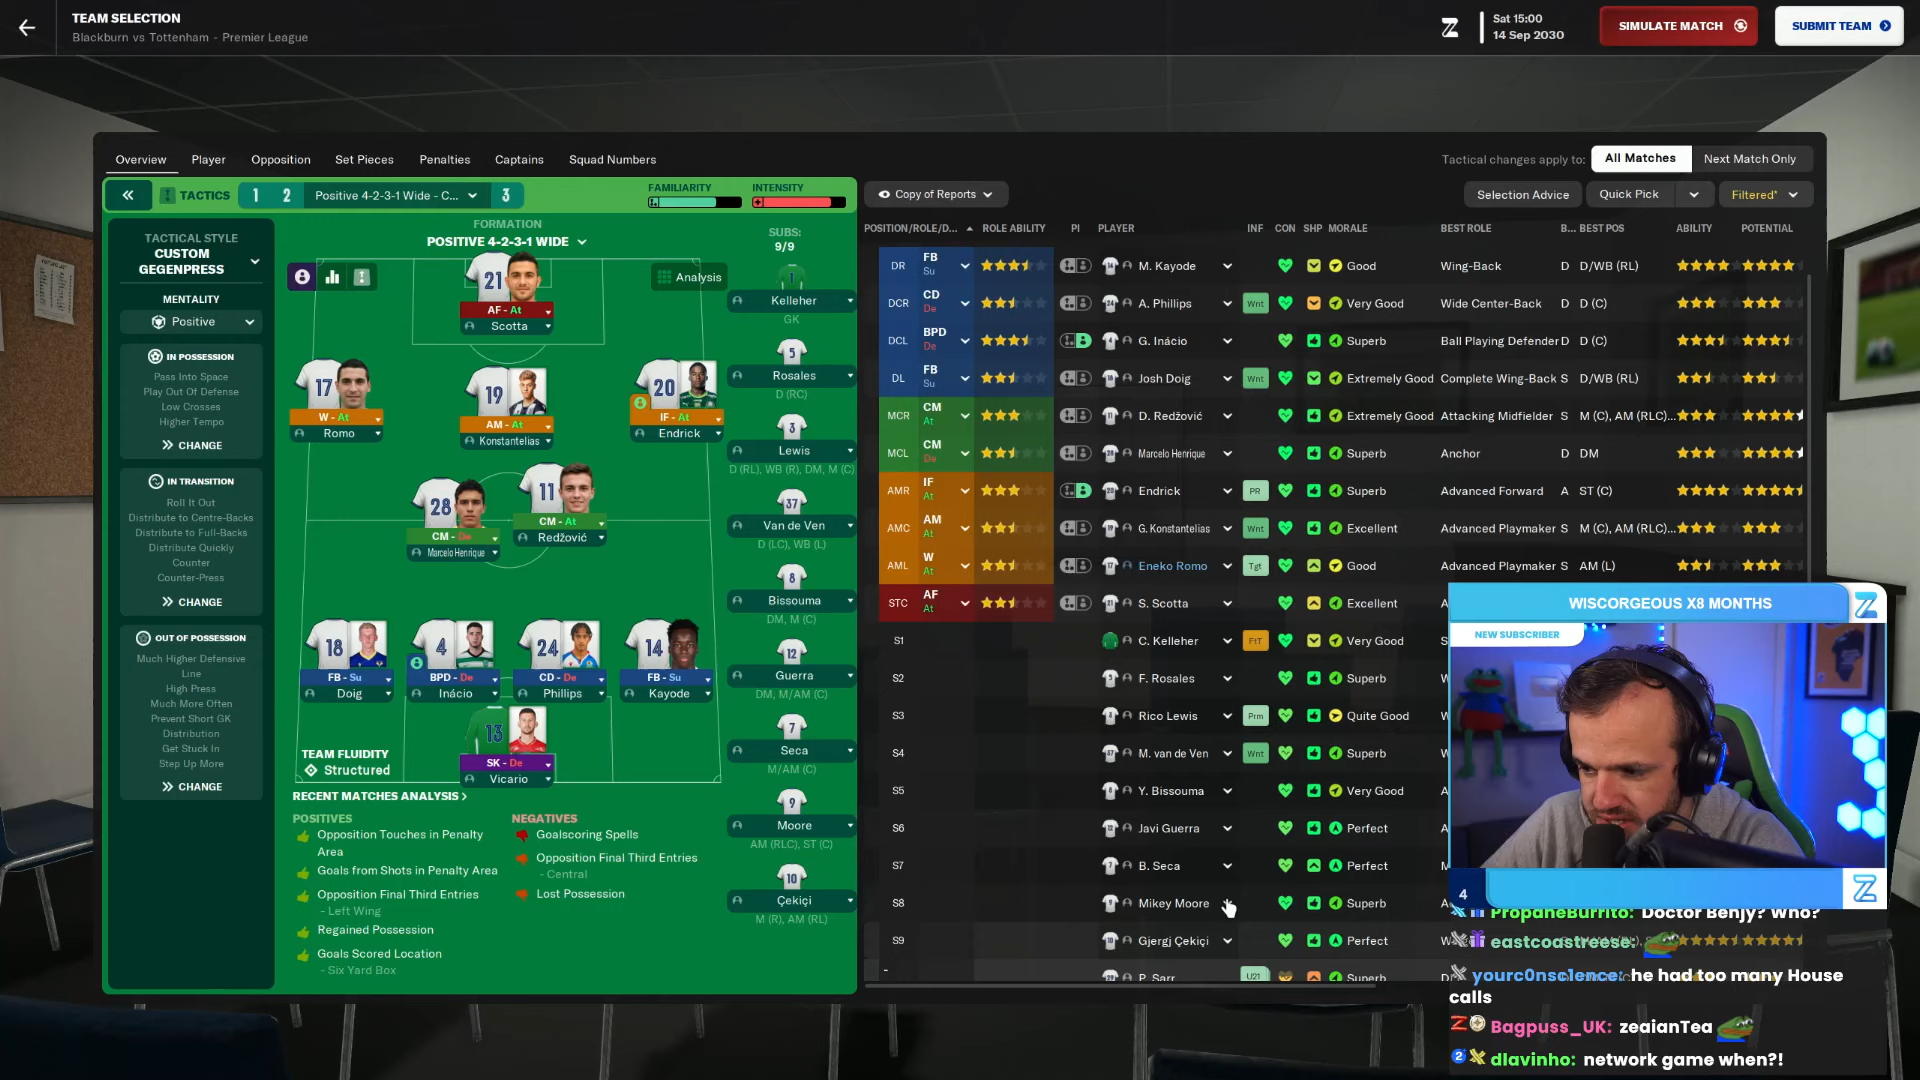 TEAM SELECTION
Blackburn vs Tottenham - Premier League
Sat 15:00
14 Sep 2030
SIMULATE MATCH
SUBMIT TEAM
Overview Player Opposition Set Pieces Penalties Captains Squad Numbers
Tactical changes apply to: All Matches Next Match Only
TACTICS 1 2 Positive 4-2-3-1 Wide - C... 3
FAMILIARITY INTENSITY
Copy of Reports
Selection Advice Quick Pick Filtered*
TACTICAL STYLE
CUSTOM
GEGENPRESS
MENTALITY
Positive
IN POSSESSION
Pass Into Space
Play Out Of Defense
Low Crosses
Higher Tempo
CHANGE
IN TRANSITION
Roll It Out
Distribute to Centre-Backs
Distribute to Full-Backs
Distribute Quickly
Counter
Counter-Press
CHANGE
OUT OF POSSESSION
Much Higher Defensive
Line
High Press
Much More Often
Prevent Short GK
Distribution
Get Stuck In
Step Up More
CHANGE
FORMATION
POSITIVE 4-2-3-1 WIDE
Analysis
21
AF - At
Scotta
17
W - At
Romo
19
AM - At
Konstantelias
20
IF - At
Endrick
28
CM - De
Marcelo Henrique
11
CM - At
Redžović
18
FB - Su
Doig
4
BPD - De
Inácio
24
CD - De
Phillips
14
FB - Su
Kayode
13
SK - De
Vicario
TEAM FLUIDITY
Structured
RECENT MATCHES ANALYSIS
POSITIVES
Opposition Touches in Penalty
Area
Goals from Shots in Penalty Area
Opposition Final Third Entries
- Left Wing
Regained Possession
Goals Scored Location
- Six Yard Box
NEGATIVES
Goalscoring Spells
Opposition Final Third Entries
- Central
Lost Possession
SUBS:
9/9
1
Kelleher
GK
5
Rosales
D (RC)
3
Lewis
D (RL), WB (R), DM, M (C)
37
Van de Ven
D (LC), WB (L)
8
Bissouma
DM, M (C)
12
Guerra
DM, M/AM (C)
7
Seca
M/AM (C)
9
Moore
AM (RLC), ST (C)
10
Çekiçi
M (R), AM (RL)
POSITION/ROLE/D... ROLE ABILITY PI PLAYER INF CON SHP MORALE BEST ROLE B... BEST POS ABILITY POTENTIAL
DR FB Su M. Kayode Good Wing-Back D D/WB (RL)
DCR CD De A. Phillips Wnt Very Good Wide Center-Back D D (C)
DCL BPD De G. Inácio Superb Ball Playing Defender D D (C)
DL FB Su Josh Doig Wnt Extremely Good Complete Wing-Back S D/WB (RL)
MCR CM At D. Redžović Extremely Good Attacking Midfielder S M (C), AM (RLC)...
MCL CM De Marcelo Henrique Superb Anchor D DM
AMR IF At Endrick PR Superb Advanced Forward A ST (C)
AMC AM At G. Konstantelias Wnt Excellent Advanced Playmaker S M (C), AM (RLC)...
AML W At Eneko Romo Tgt Good Advanced Playmaker S AM (L)
STC AF At S. Scotta Excellent
S1 C. Kelleher FtT Very Good
S2 F. Rosales Superb
S3 Rico Lewis Prm Quite Good
S4 M. van de Ven Wnt Superb
S5 Y. Bissouma Very Good
S6 Javi Guerra Perfect
S7 B. Seca Perfect
S8 Mikey Moore Superb
S9 Gjergj Çekiçi Perfect
- P. Sarr U21 Superb
WISCORGEOUS X8 MONTHS
NEW SUBSCRIBER
4
PropaneBurrito: Doctor Benjy? Who?
eastcoastreese:
yourc0nsc1ence: he had too many House
calls
Bagpuss_UK: zeaianTea
dlavinho: network game when?!